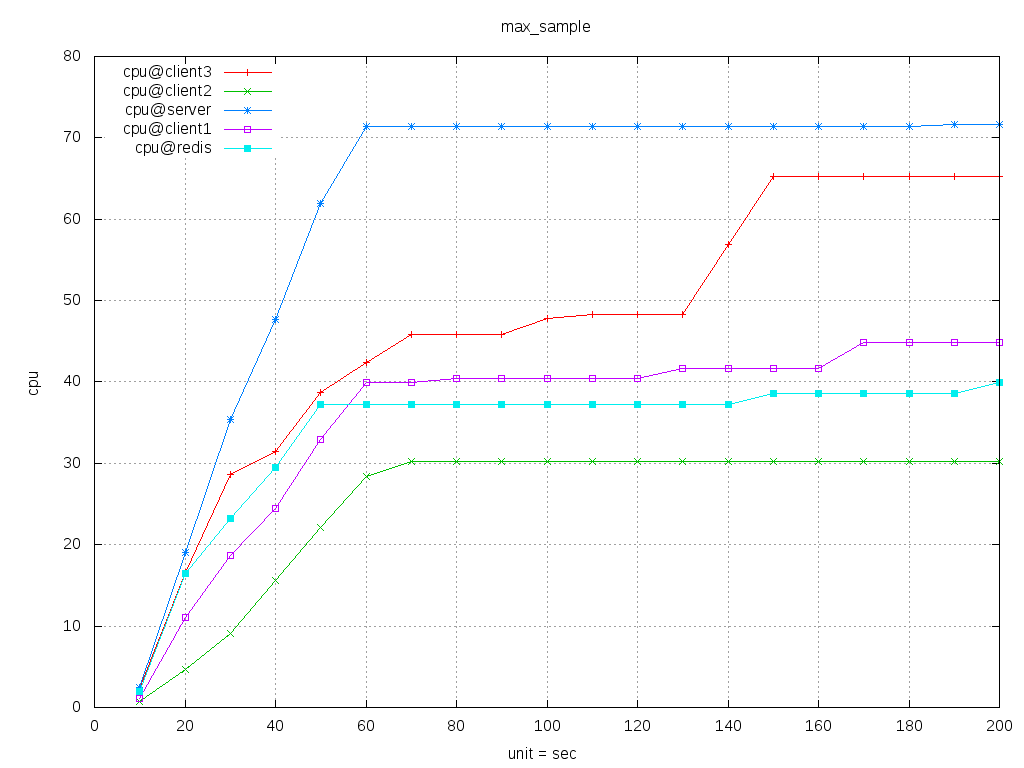 max_sample
80
70
60
50
40
30
20
10
0
cpu
cpu@client3
cpu@client2
cpu@server
cpu@client1
cpu@redis
0 20 40 60 80 100 120 140 160 180 200
unit = sec